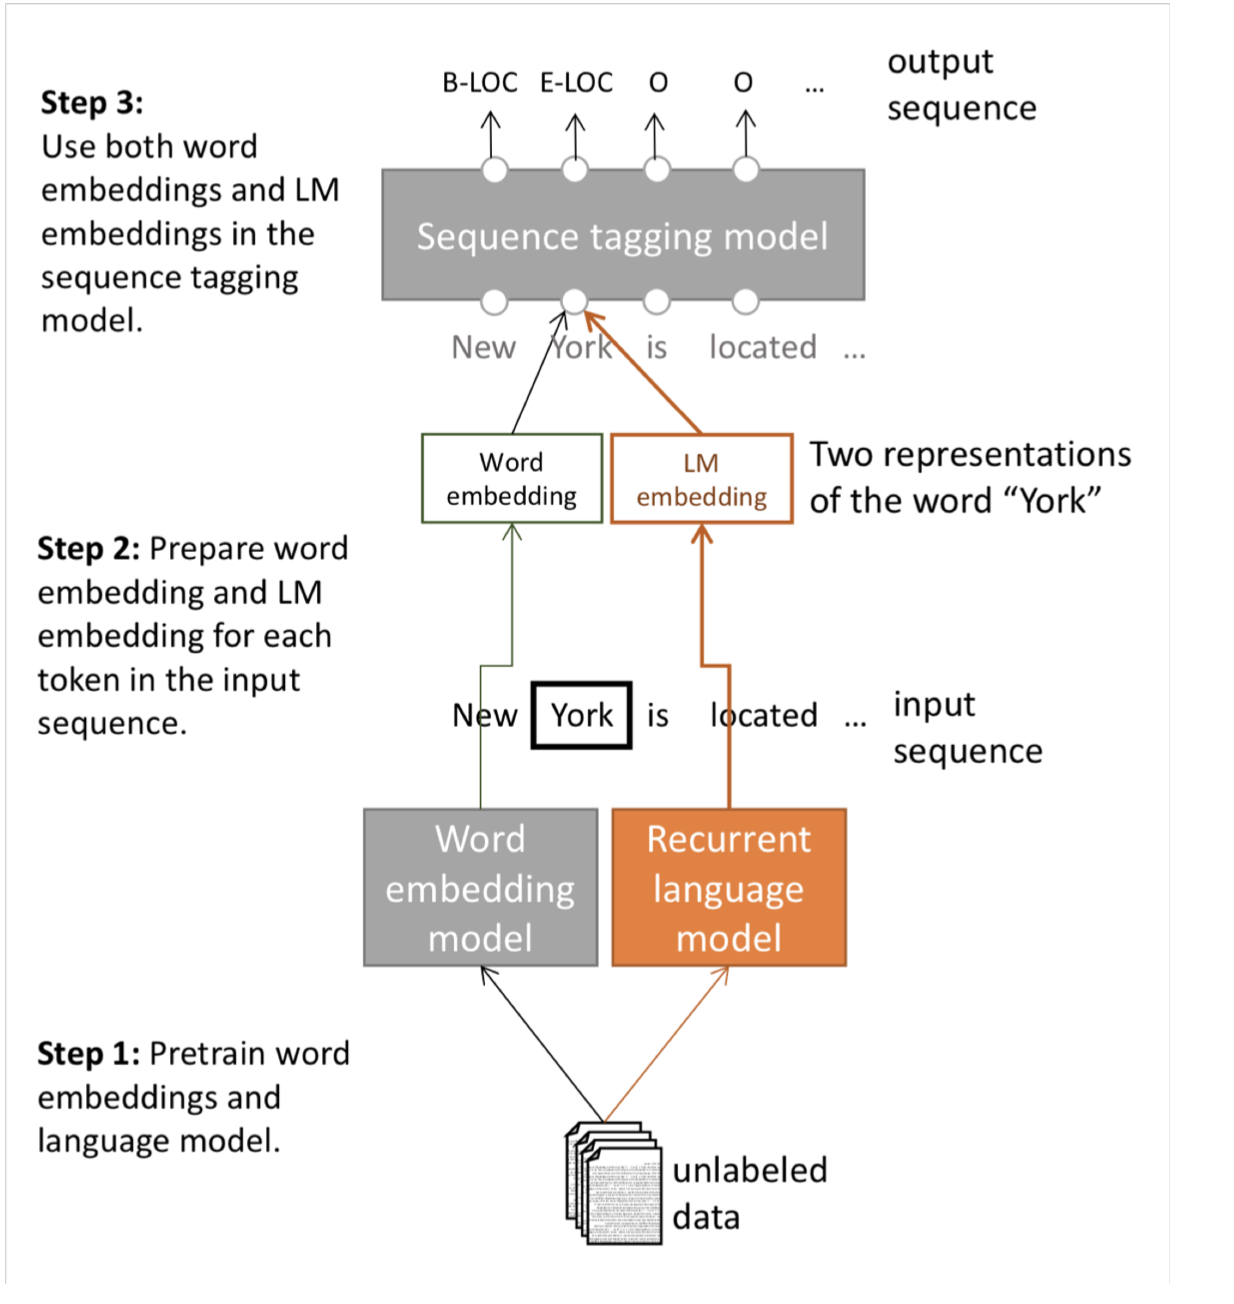 B-LOC E-LOC O O ...
output
sequence
Step 3:
Use both word
embeddings and LM
embeddings in the
sequence tagging
model.
Sequence tagging model
New York is located ...
Word
embedding
LM
embedding
Two representations
of the word “York”
Step 2: Prepare word
embedding and LM
embedding for each
token in the input
sequence.
New York is located ...
input
sequence
Word
embedding
model
Recurrent
language
model
Step 1: Pretrain word
embeddings and
language model.
unlabeled
data